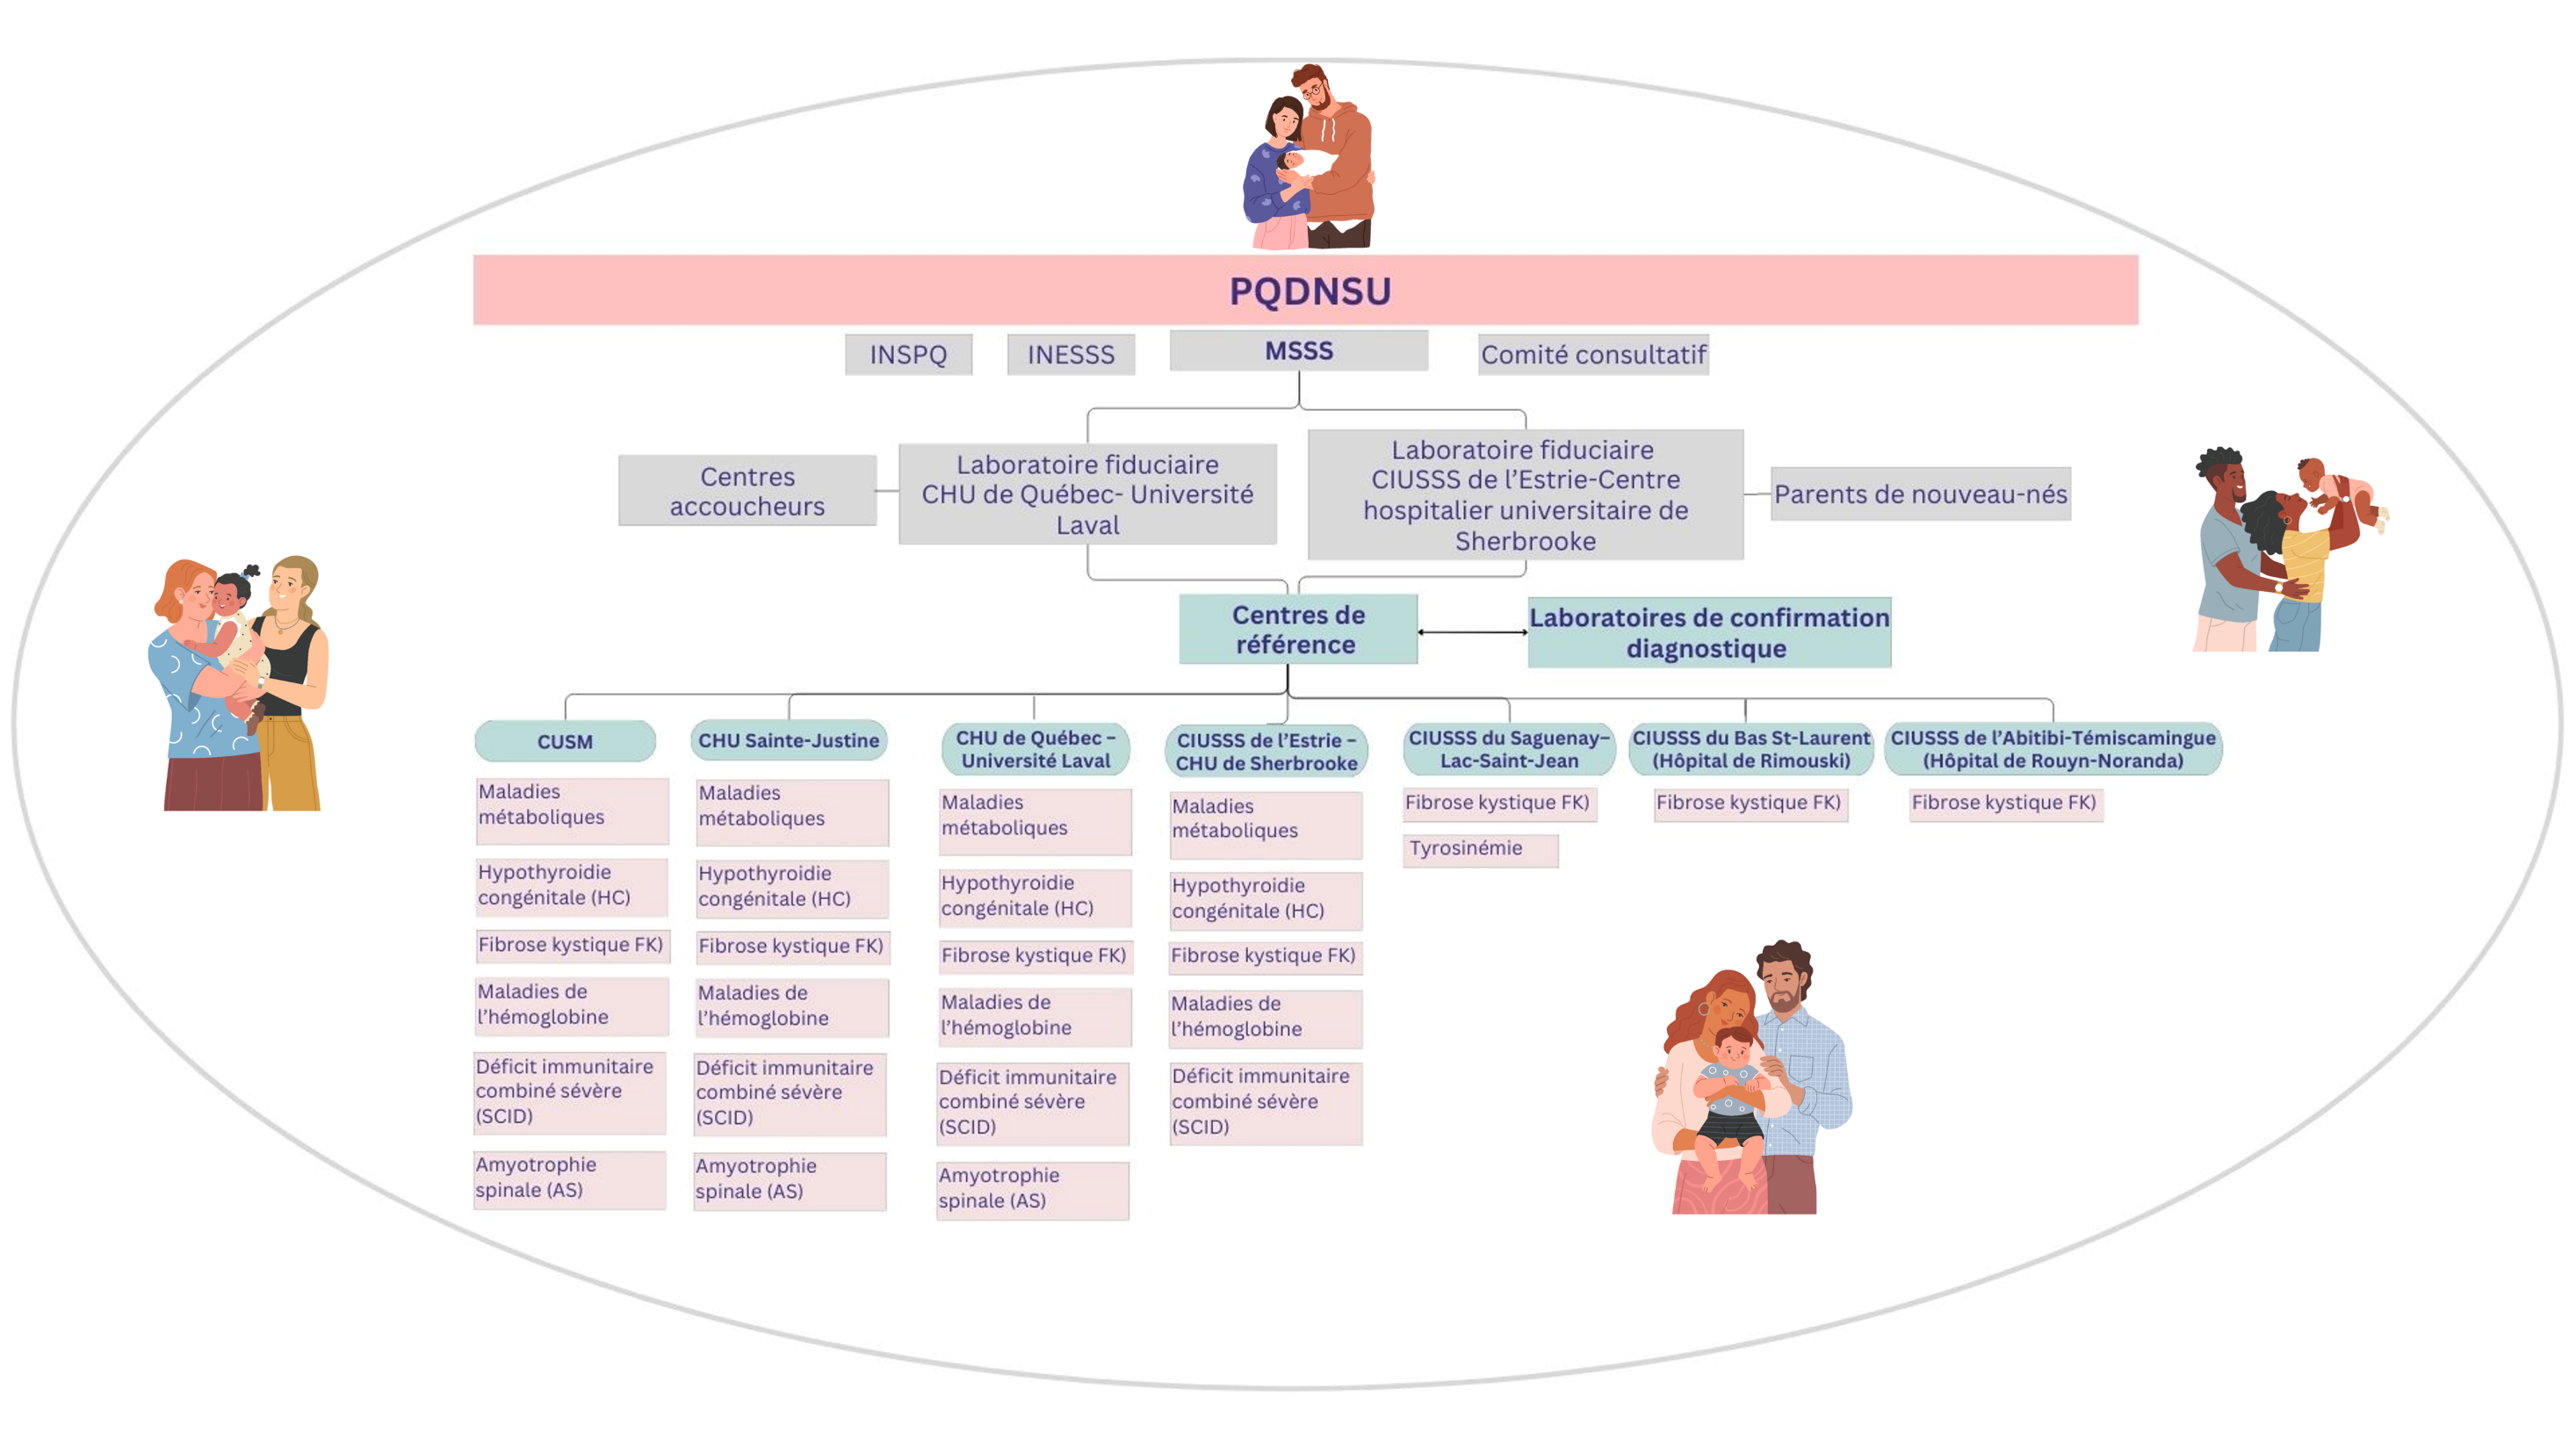 PQDNSU
INSPQ
INESSS
MSSS
Comité consultatif
Centres
accoucheurs
Laboratoire fiduciaire
CHU de Québec- Université
Laval
Laboratoire fiduciaire
CIUSSS de l’Estrie-Centre
hospitalier universitaire de
Sherbrooke
Parents de nouveau-nés
Centres de
référence
Laboratoires de confirmation
diagnostique
CUSM
Maladies
métaboliques
Hypothyroidie
congénitale (HC)
Fibrose kystique FK)
Maladies de
l’hémoglobine
Déficit immunitaire
combiné sévère
(SCID)
Amyotrophie
spinale (AS)
CHU Sainte-Justine
Maladies
métaboliques
Hypothyroidie
congénitale (HC)
Fibrose kystique FK)
Maladies de
l’hémoglobine
Déficit immunitaire
combiné sévère
(SCID)
Amyotrophie
spinale (AS)
CHU de Québec –
Université Laval
Maladies
métaboliques
Hypothyroidie
congénitale (HC)
Fibrose kystique FK)
Maladies de
l’hémoglobine
Déficit immunitaire
combiné sévère
(SCID)
Amyotrophie
spinale (AS)
CIUSSS de l’Estrie –
CHU de Sherbrooke
Maladies
métaboliques
Hypothyroidie
congénitale (HC)
Fibrose kystique FK)
Maladies de
l’hémoglobine
Déficit immunitaire
combiné sévère
(SCID)
CIUSSS du Saguenay–
Lac-Saint-Jean
Fibrose kystique FK)
Tyrosinémie
CIUSSS du Bas St-Laurent
(Hôpital de Rimouski)
Fibrose kystique FK)
CIUSSS de l’Abitibi-Témiscamingue
(Hôpital de Rouyn-Noranda)
Fibrose kystique FK)